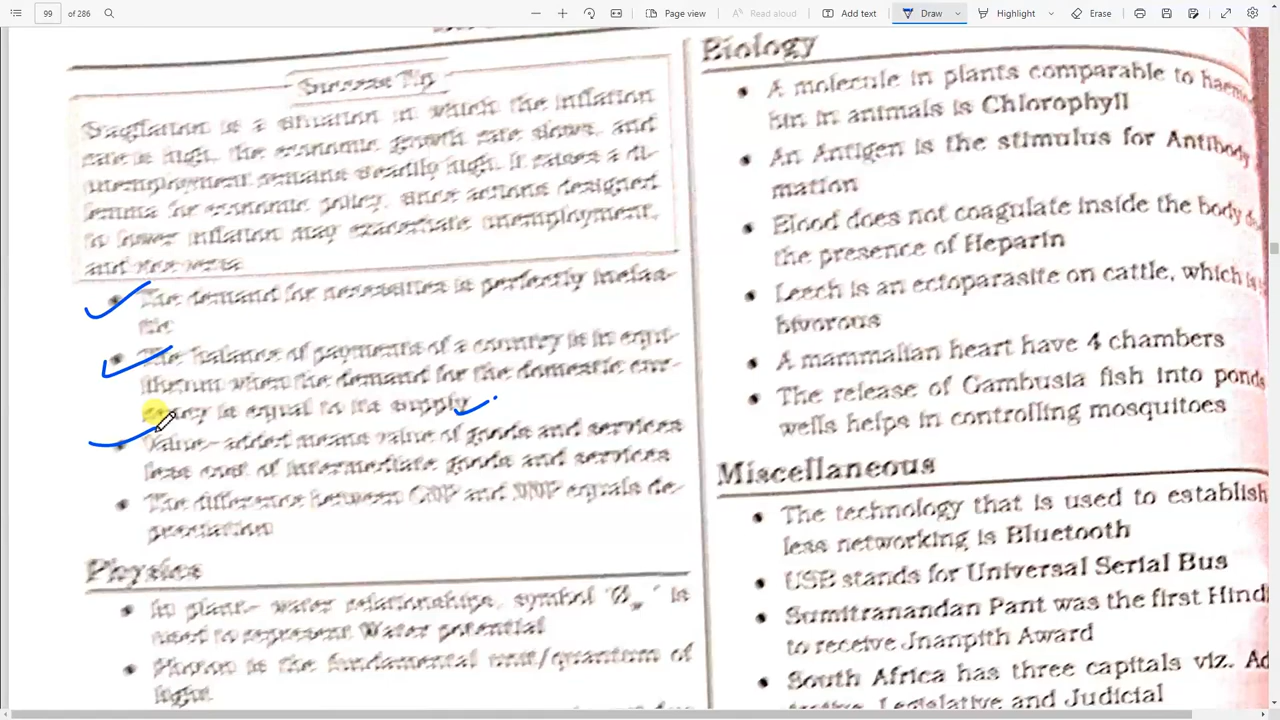 99 of 286
Page view
Read aloud
Add text
Draw
Highlight
Erase
Success Tip
Stagflation is a situation in which the inflation
rate is high, the economic growth rate slows, and
unemployment remains steadily high. It raises a di-
lemma for economic policy, since actions designed
to lower inflation may exacerbate unemployment,
and vice versa
• The demand for necessities is perfectly inelas-
tic
• The balance of payments of a country is in equi-
librium when the demand for the domestic curr-
is equal to its supply
• Value- added means value of goods and services
less cost of intermediate goods and services
• The difference between GDP and NDP equals de-
preciation
Physics
• In plant- water relationships, symbol is
used to represent Water potential
• Photon is the fundamental unit/quantum of
light
Biology
• A molecule in plants comparable to haem
bin in animals is Chlorophyll
• An Antigen is the stimulus for Antibody
mation
• Blood does not coagulate inside the body
the presence of Heparin
• Leech is an ectoparasite on cattle, which is
bivorous
• A mammalian heart have 4 chambers
• The release of Gambusia fish into ponds
wells helps in controlling mosquitoes
Miscellaneous
• The technology that is used to establish
less networking is Bluetooth
• USB stands for Universal Serial Bus
• Sumitranandan Pant was the first Hindi
to receive Jnanpith Award
• South Africa has three capitals viz. Ad
Legislative and Judicial